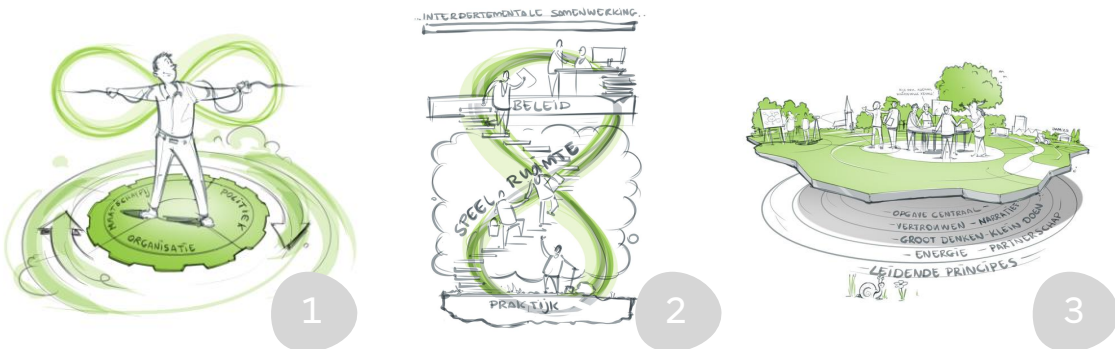 MAATSCHAPPIJ
POLITIEK
ORGANISATIE
1
...INTERDEPARTEMENTALE SAMENWERKING...
BELEID
SPEELRUIMTE
PRAKTIJK
2
- OPGAVE CENTRAAL -
- VERTROUWEN - NARRATIEF
- GROOT DENKEN - KLEIN DOEN
- ENERGIE - PARTNERSCHAP
LEIDENDE PRINCIPES
3